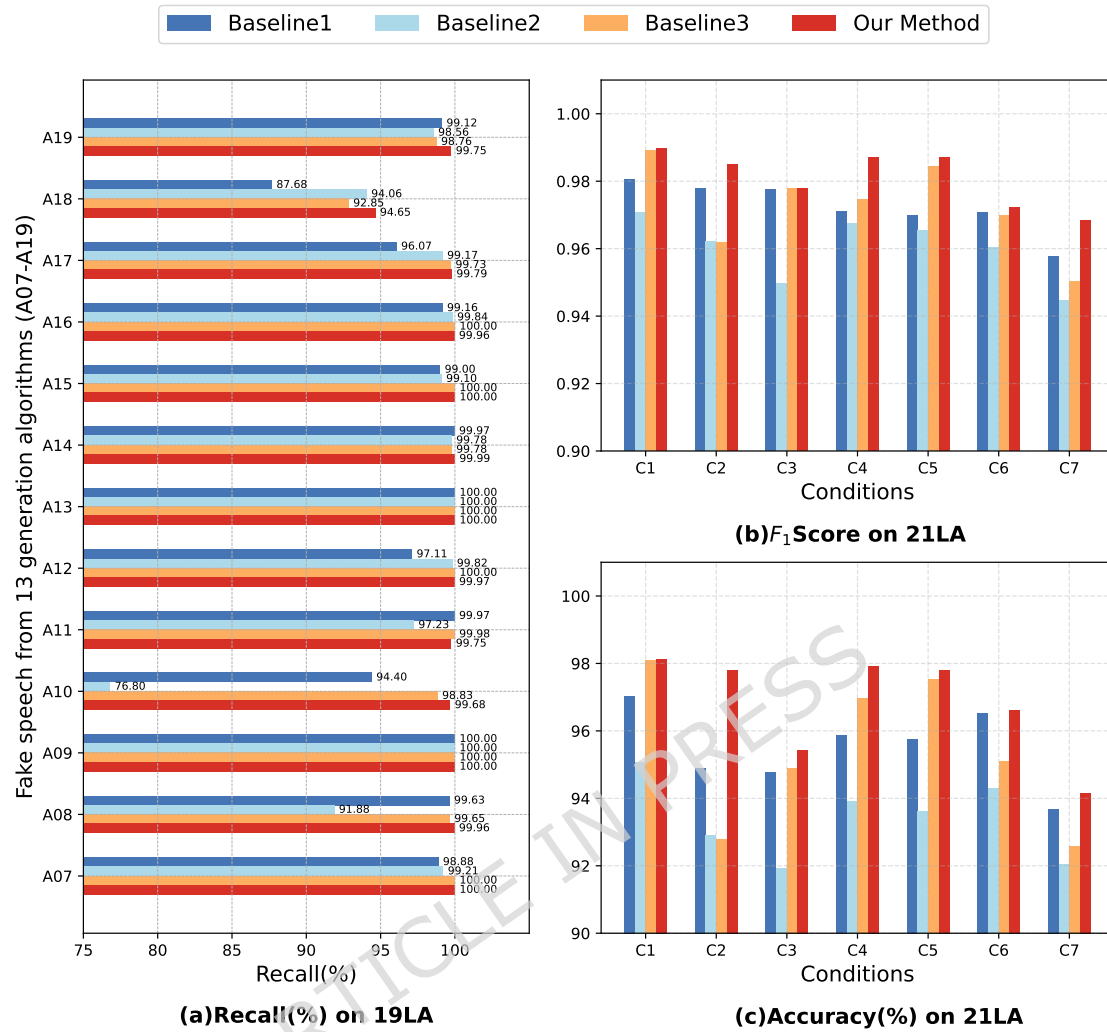 Baseline1 Baseline2 Baseline3 Our Method
Fake speech from 13 generation algorithms (A07-A19)
A19
99.12
98.56
98.76
99.75
A18
87.68
94.06
92.85
94.65
A17
96.07
99.17
99.73
99.79
A16
99.16
99.84
100.00
99.96
A15
99.00
99.10
100.00
100.00
A14
99.97
99.78
99.78
99.99
A13
100.00
100.00
100.00
100.00
A12
97.11
99.82
100.00
99.97
A11
99.97
97.23
99.98
99.75
A10
94.40
76.80
98.83
99.68
A09
100.00
100.00
100.00
100.00
A08
99.63
91.88
99.65
99.96
A07
98.88
99.21
100.00
100.00
75 80 85 90 95 100
Recall(%)
(a)Recall(%) on 19LA
1.00
0.98
0.96
0.94
0.92
0.90
C1 C2 C3 C4 C5 C6 C7
Conditions
(b)F₁Score on 21LA
100
98
96
94
92
90
C1 C2 C3 C4 C5 C6 C7
Conditions
(c)Accuracy(%) on 21LA
RTICLE IN PRESS